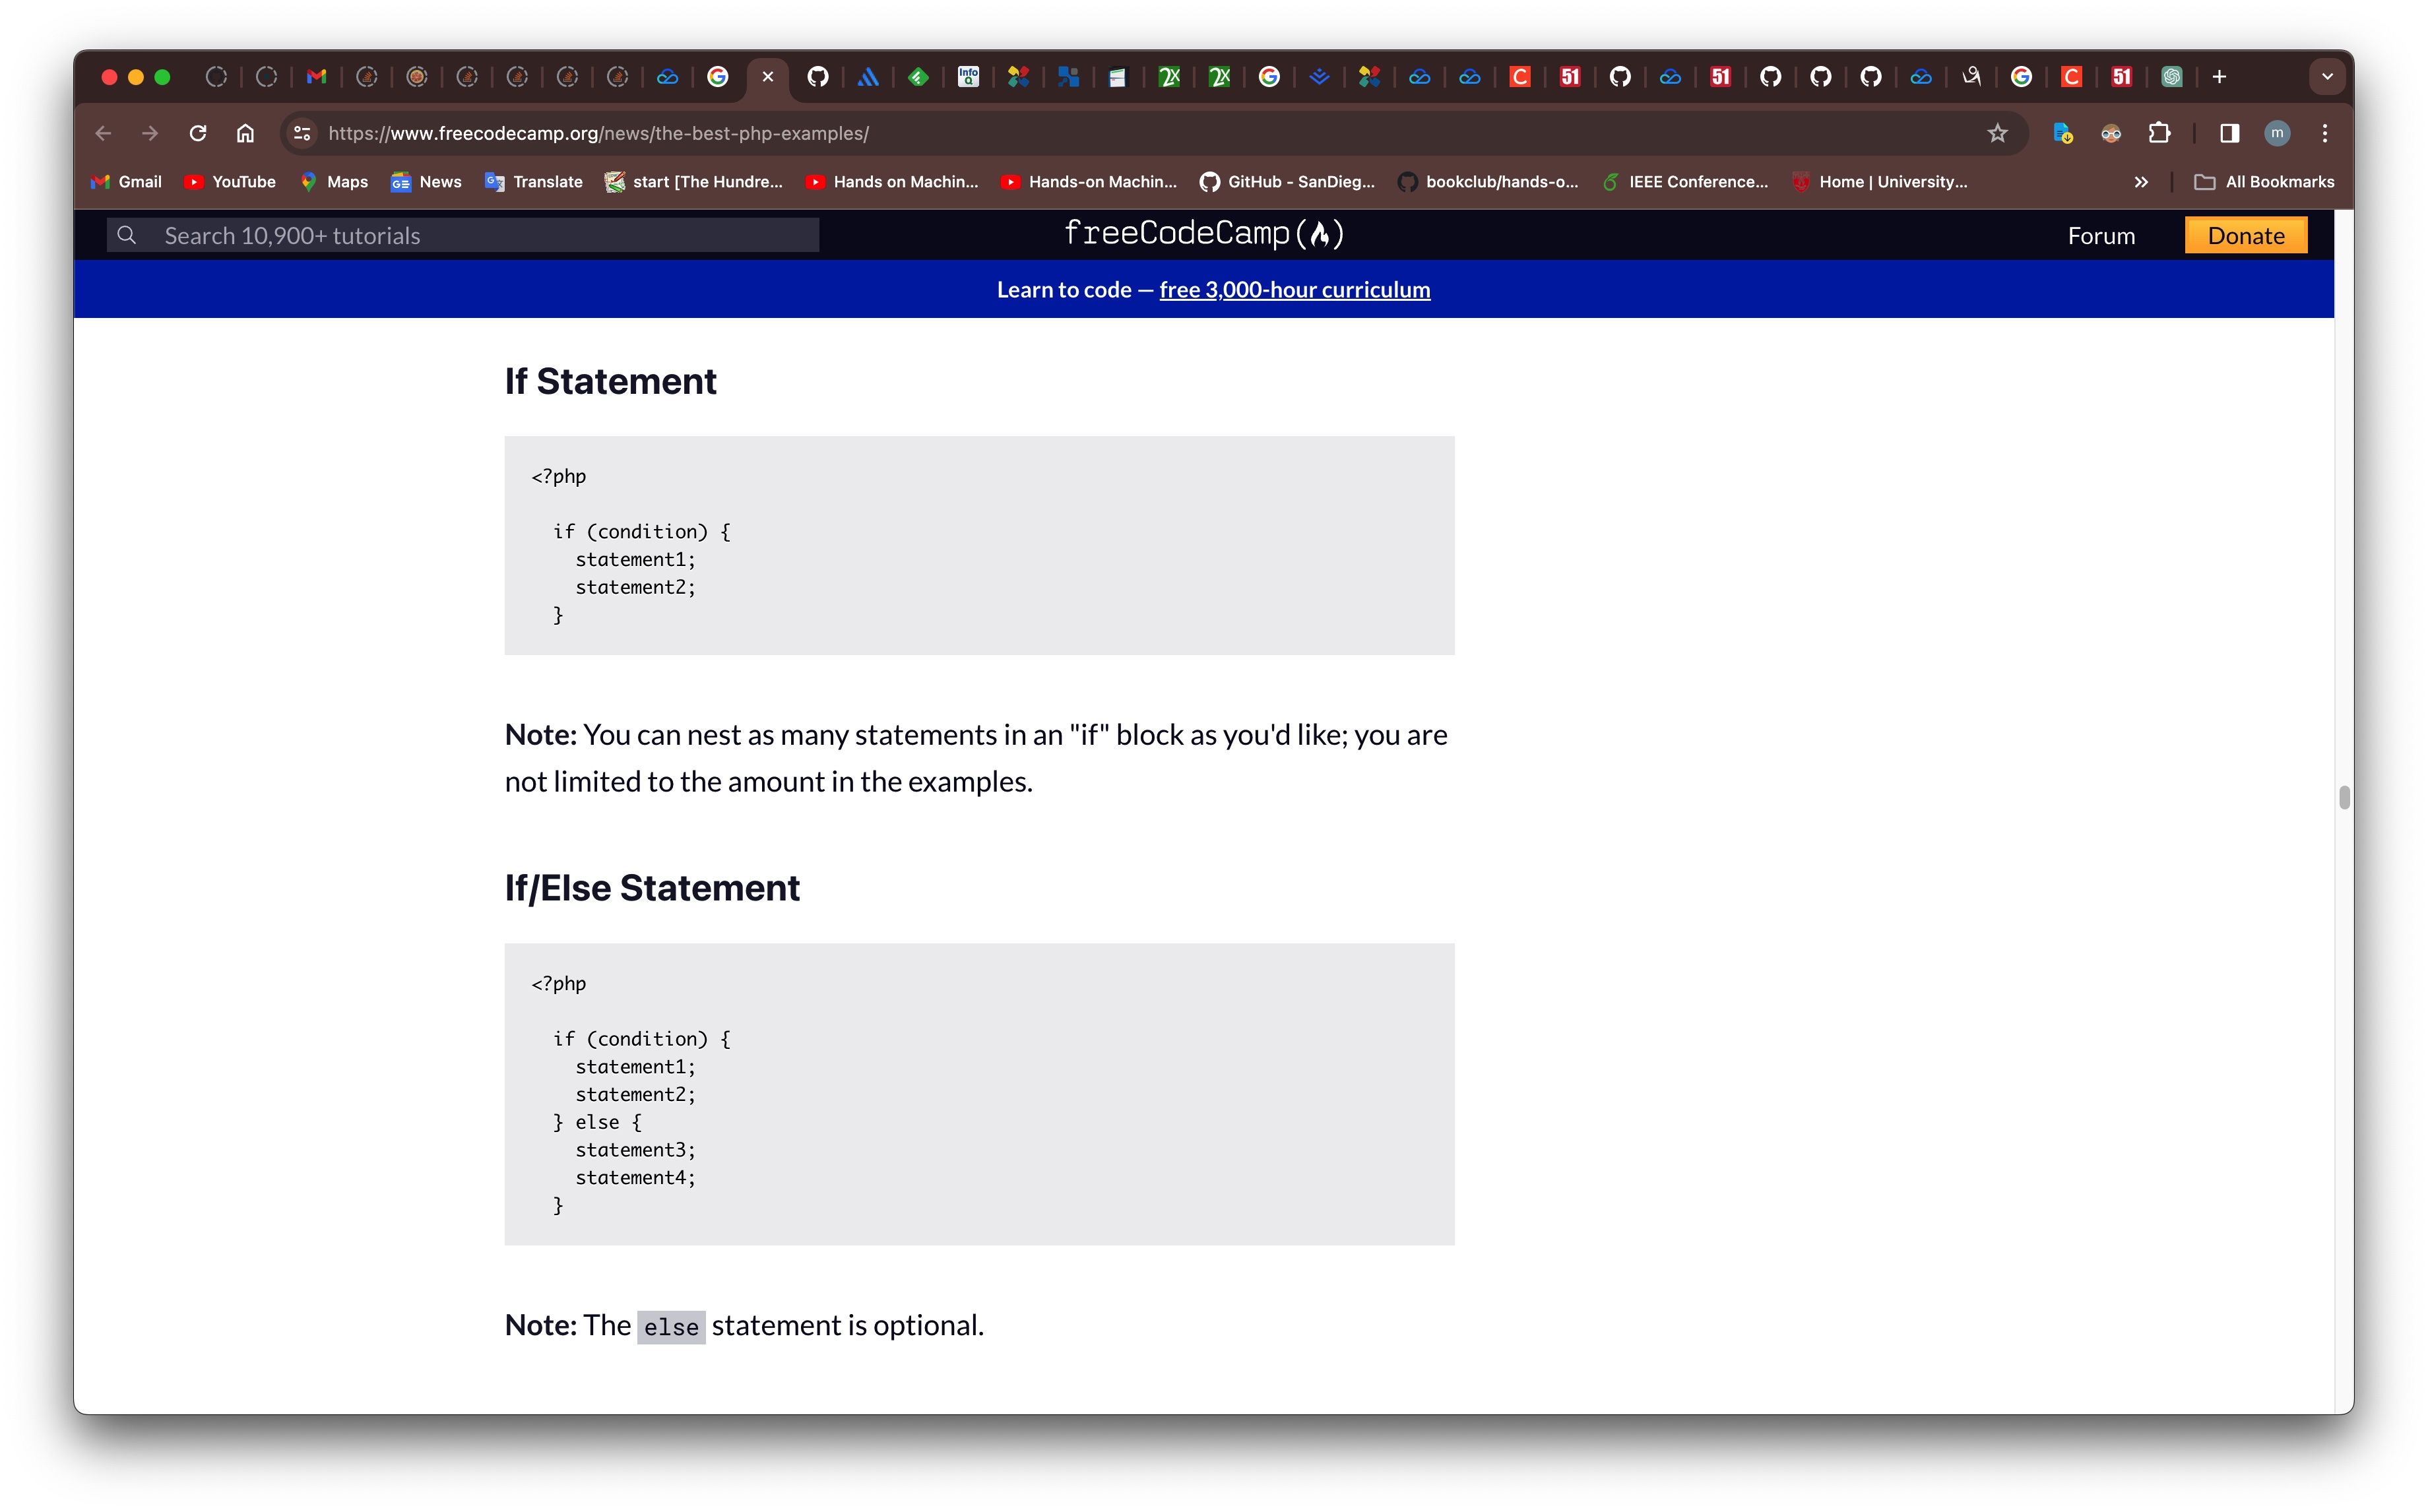 https://www.freecodecamp.org/news/the-best-php-examples/
m
Gmail YouTube Maps News Translate start [The Hundre... Hands on Machin... Hands-on Machin... GitHub - SanDieg... bookclub/hands-o... IEEE Conference... Home | University... All Bookmarks
Search 10,900+ tutorials freeCodeCamp Forum Donate
Learn to code — free 3,000-hour curriculum
If Statement
<?php
if (condition) {
statement1;
statement2;
}
Note: You can nest as many statements in an "if" block as you'd like; you are
not limited to the amount in the examples.
If/Else Statement
<?php
if (condition) {
statement1;
statement2;
} else {
statement3;
statement4;
}
Note: The else statement is optional.